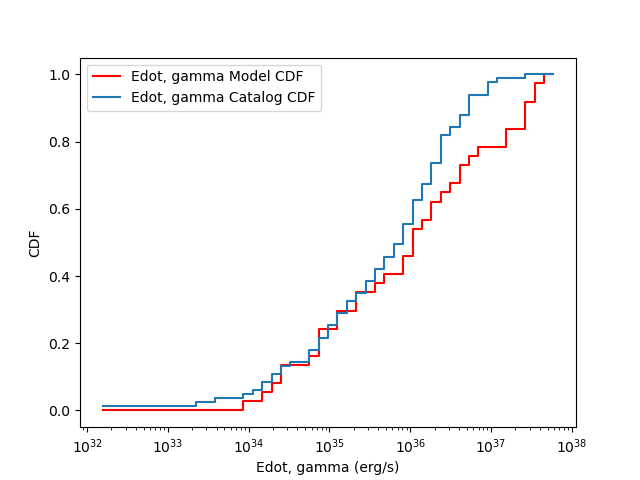 Edot, gamma Model CDF
Edot, gamma Catalog CDF
1.0
0.8
0.6
0.4
0.2
0.0
CDF
10^32 10^33 10^34 10^35 10^36 10^37 10^38
Edot, gamma (erg/s)